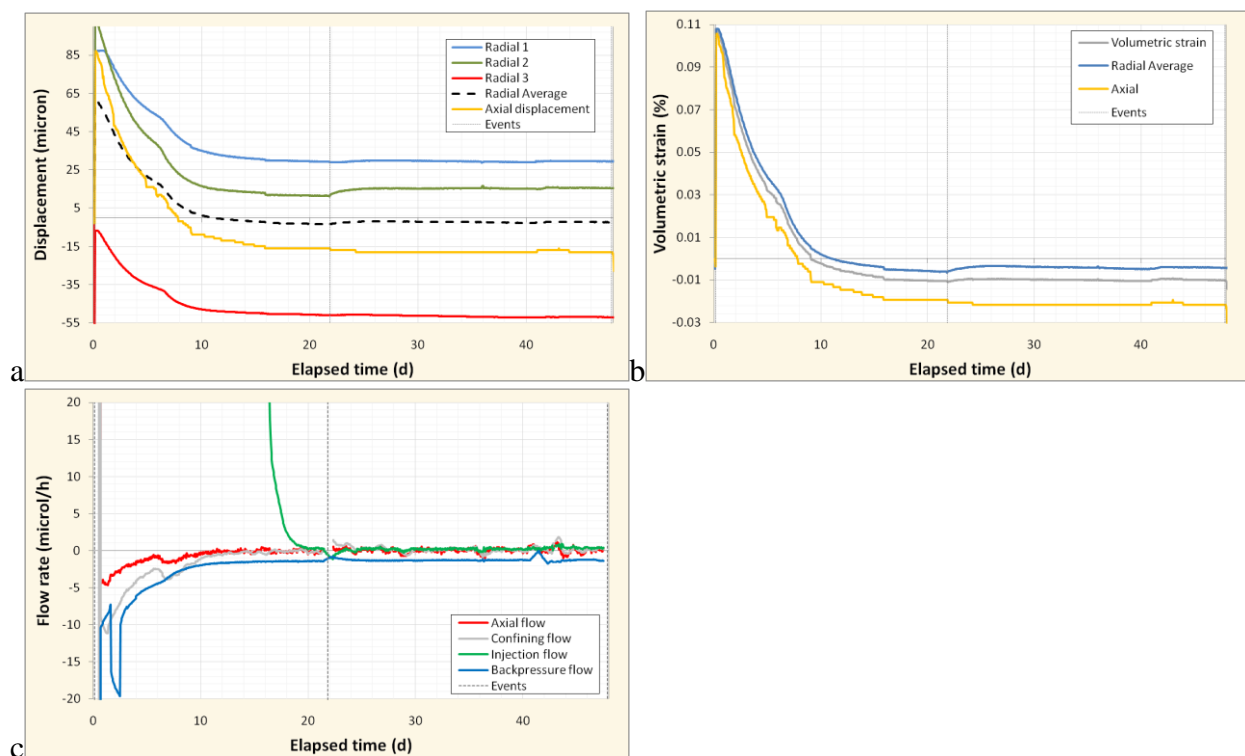 Displacement (micron)
85
65
45
25
5
-15
-35
-55
Radial 1
Radial 2
Radial 3
Radial Average
Axial displacement
Events
0 10 20 30 40
Elapsed time (d)
a
Volumetric strain (%)
0.11
0.09
0.07
0.05
0.03
0.01
-0.01
-0.03
Volumetric strain
Radial Average
Axial
Events
0 10 20 30 40
Elapsed time (d)
b
Flow rate (microl/h)
20
15
10
5
0
-5
-10
-15
-20
Axial flow
Confining flow
Injection flow
Backpressure flow
Events
0 10 20 30 40
Elapsed time (d)
c